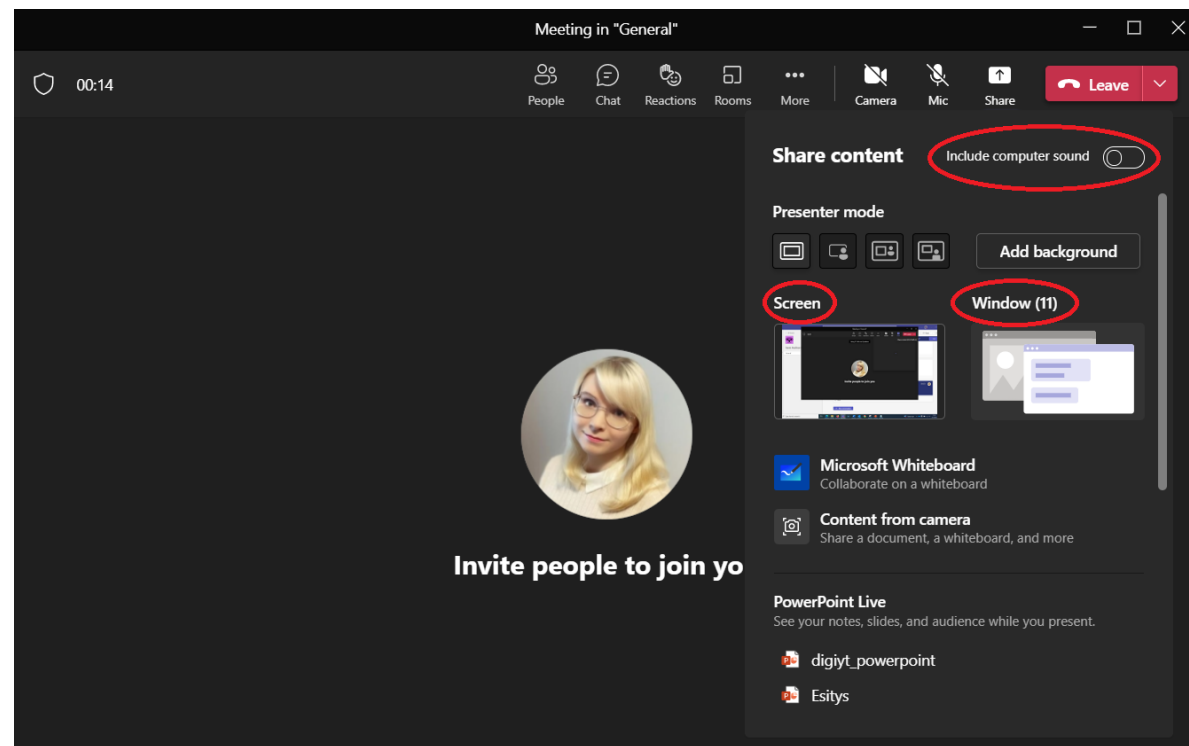 Meeting in "General"
00:14
People Chat Reactions Rooms More Camera Mic Share Leave
Share content Include computer sound
Presenter mode
Add background
Screen Window (11)
Microsoft Whiteboard
Collaborate on a whiteboard
Content from camera
Share a document, a whiteboard, and more
Invite people to join yo
PowerPoint Live
See your notes, slides, and audience while you present.
digiyt_powerpoint
Esitys